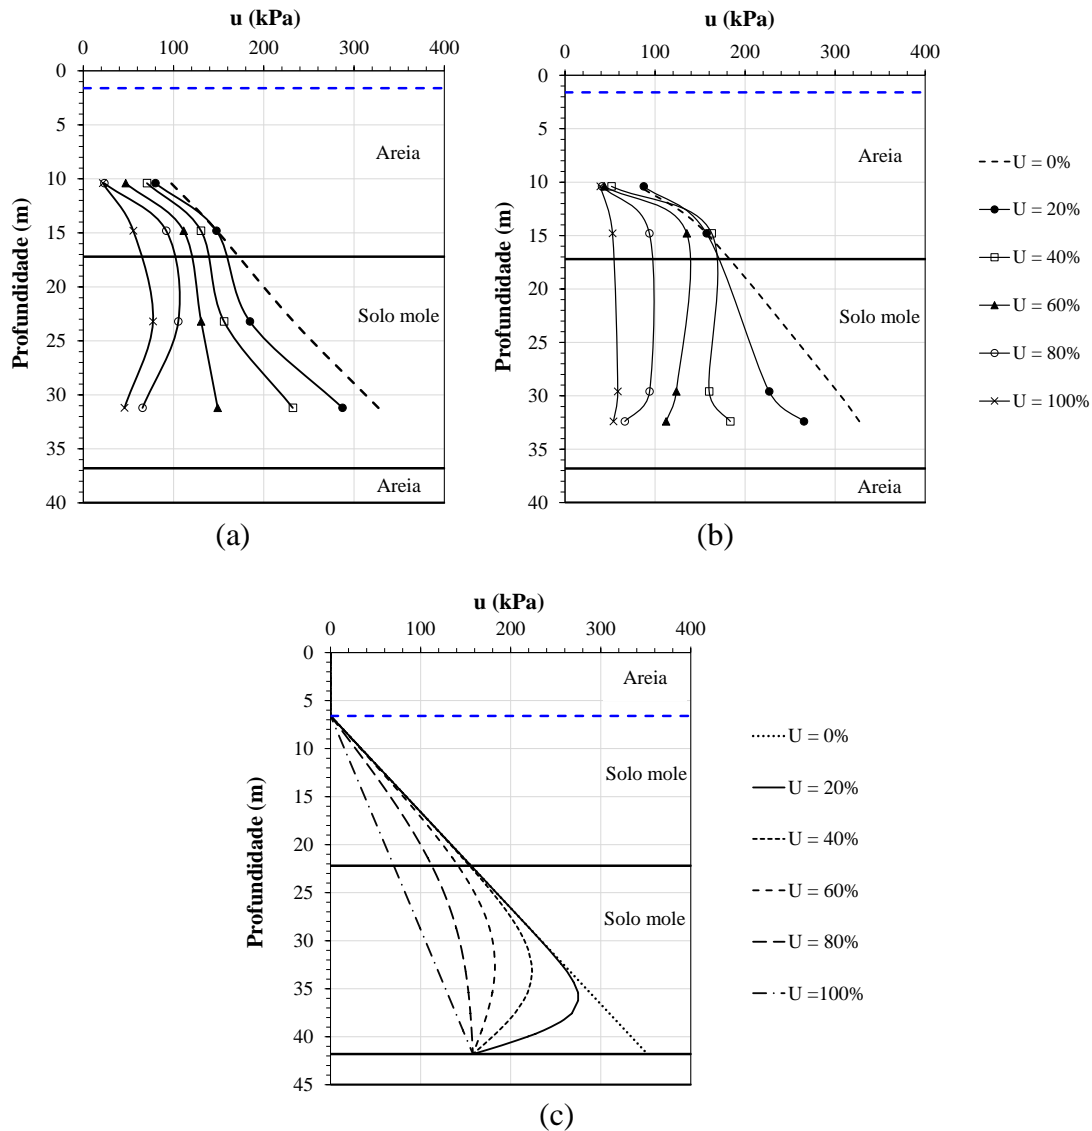 u (kPa)
0 100 200 300 400
0
5
10
15
20
25
30
35
40
Profundidade (m)
Areia
Solo mole
Areia
(a)
u (kPa)
0 100 200 300 400
0
5
10
15
20
25
30
35
40
Profundidade (m)
Areia
Solo mole
Areia
(b)
U = 0%
U = 20%
U = 40%
U = 60%
U = 80%
U = 100%
u (kPa)
0 100 200 300 400
0
5
10
15
20
25
30
35
40
45
Profundidade (m)
Areia
Solo mole
Solo mole
(c)
U = 0%
U = 20%
U = 40%
U = 60%
U = 80%
U =100%